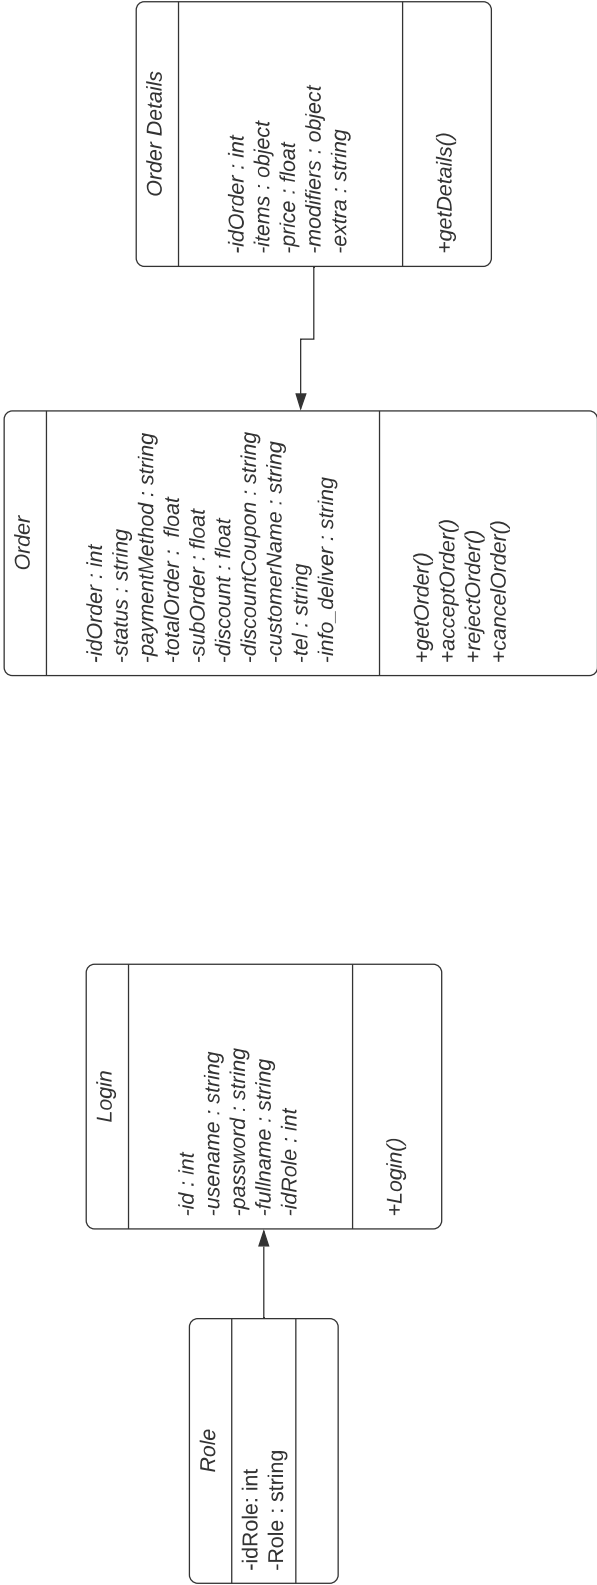 Role
-idRole: int
-Role : string
Login
-id : int
-usename : string
-password : string
-fullname : string
-idRole : int
+Login()
Order
-idOrder : int
-status : string
-paymentMethod : string
-totalOrder :  float
-subOrder : float
-discount : float
-discountCoupon : string
-customerName : string
-tel : string
-info_deliver : string
+getOrder()
+acceptOrder()
+rejectOrder()
+cancelOrder()
Order Details
-idOrder : int
-items : object
-price : float
-modifiers : object
-extra : string
+getDetails()